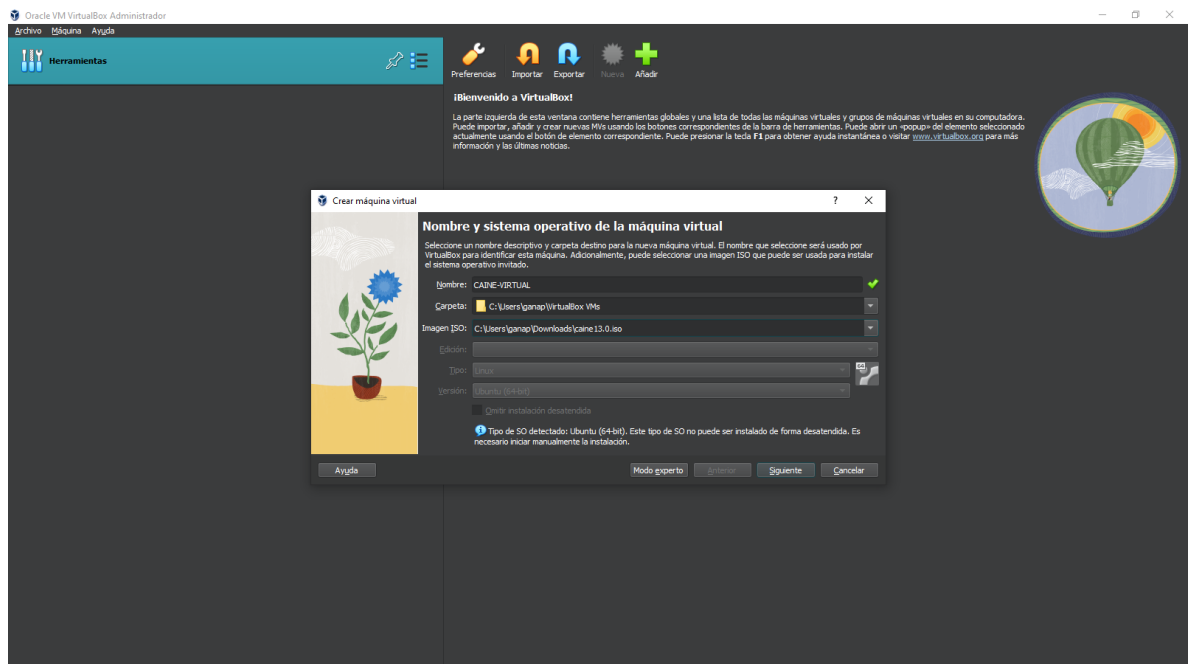 Oracle VM VirtualBox Administrador
Archivo Máquina Ayuda
Herramientas
Preferencias Importar Exportar Nueva Añadir
¡Bienvenido a VirtualBox!
La parte izquierda de esta ventana contiene herramientas globales y una lista de todas las máquinas virtuales y grupos de máquinas virtuales en su computadora.
Puede importar, añadir y crear nuevas MVs usando los botones correspondientes de la barra de herramientas. Puede abrir un «popup» del elemento seleccionado
actualmente usando el botón de elemento correspondiente. Puede presionar la tecla F1 para obtener ayuda instantánea o visitar www.virtualbox.org para más
información y las últimas noticias.
Crear máquina virtual ?
Nombre y sistema operativo de la máquina virtual
Seleccione un nombre descriptivo y carpeta destino para la nueva máquina virtual. El nombre que seleccione será usado por
VirtualBox para identificar esta máquina. Adicionalmente, puede seleccionar una imagen ISO que puede ser usada para instalar
el sistema operativo invitado.
Nombre: CAINE-VIRTUAL
Carpeta: C:\Users\ganap\VirtualBox VMs
Imagen ISO: C:\Users\ganap\Downloads\caine13.0.iso
Edición:
Tipo: Linux
64
Versión: Ubuntu (64-bit)
Omitir instalación desatendida
Tipo de SO detectado: Ubuntu (64-bit). Este tipo de SO no puede ser instalado de forma desatendida. Es
necesario iniciar manualmente la instalación.
Ayuda Modo experto Anterior Siguiente Cancelar